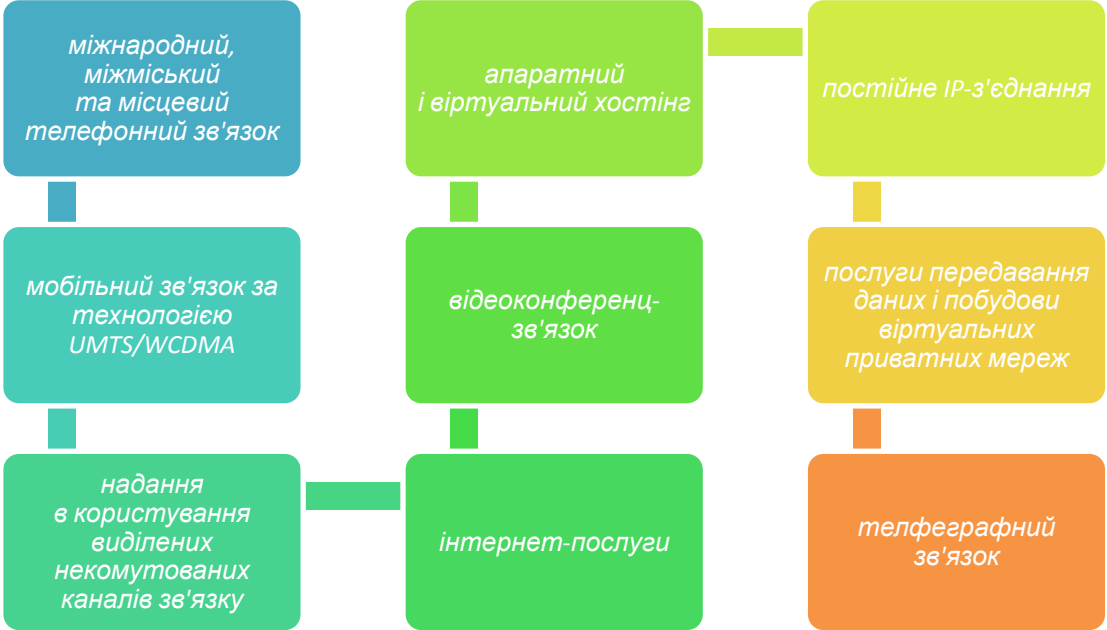 міжнародний,
міжміський
та місцевий
телефонний зв'язок
мобільний зв'язок за
технологією
UMTS/WCDMA
надання
в користування
виділених
некомутованих
каналів зв'язку
інтернет-послуги
відеоконференц-
зв'язок
апаратний
і віртуальний хостінг
постійне IP-з'єднання
послуги передавання
даних і побудови
віртуальних
приватних мереж
телфеграфний
зв'язок